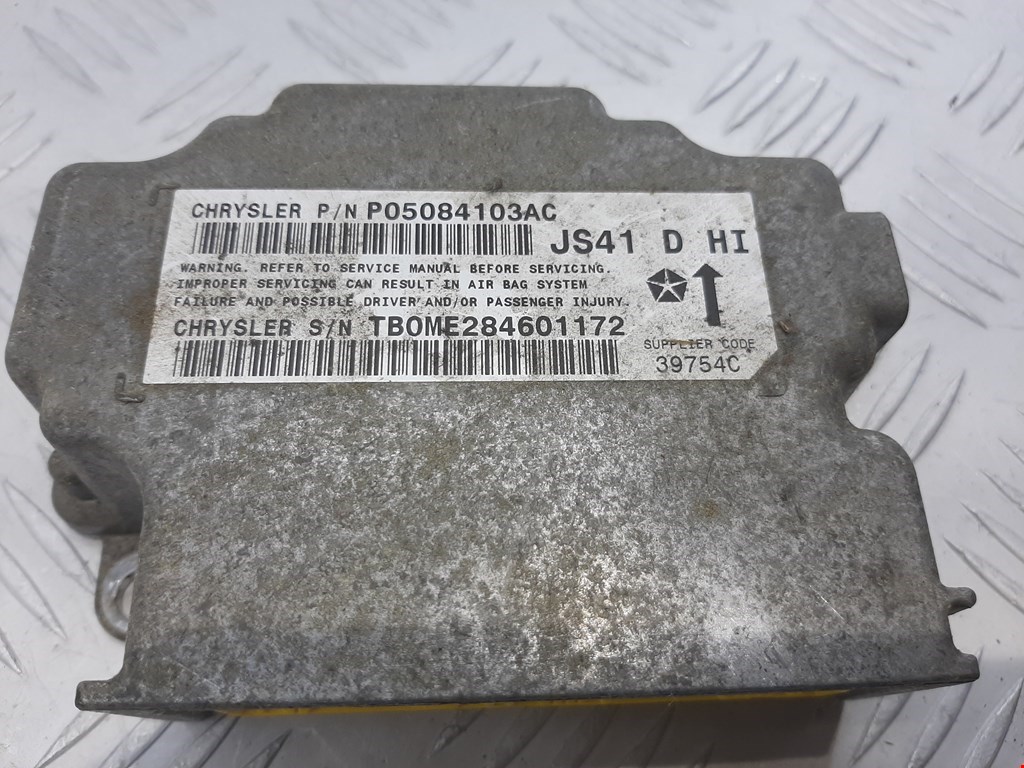 CHRYSLER P/N P05084103AC
JS41 D HI
WARNING. REFER TO SERVICE MANUAL BEFORE SERVICING.
IMPROPER SERVICING CAN RESULT IN AIR BAG SYSTEM
FAILURE AND POSSIBLE DRIVER AND/OR PASSENGER INJURY.
CHRYSLER S/N TB0ME284601172
SUPPLIER CODE
39754C